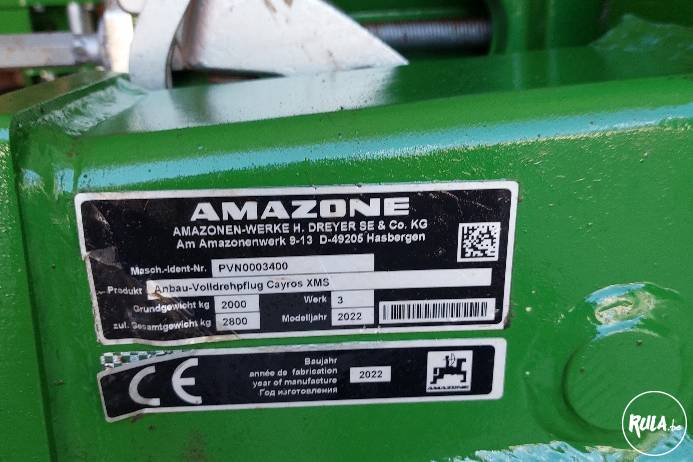 AMAZONE
AMAZONEN-WERKE H. DREYER SE & Co. KG
Am Amazonenwerk 9-13 D-49205 Hasbergen
Masch.-Ident-Nr. PVN0003400
Produkt Anbau-Volldrehpflug Cayros XMS
Grundgewicht kg 2000 Werk 3
zul. Gesamtgewicht kg 2800 Modelljahr 2022
CE
Baujahr
année de fabrication
year of manufacture
Год изготовления
2022
AMAZONE
RULA.be